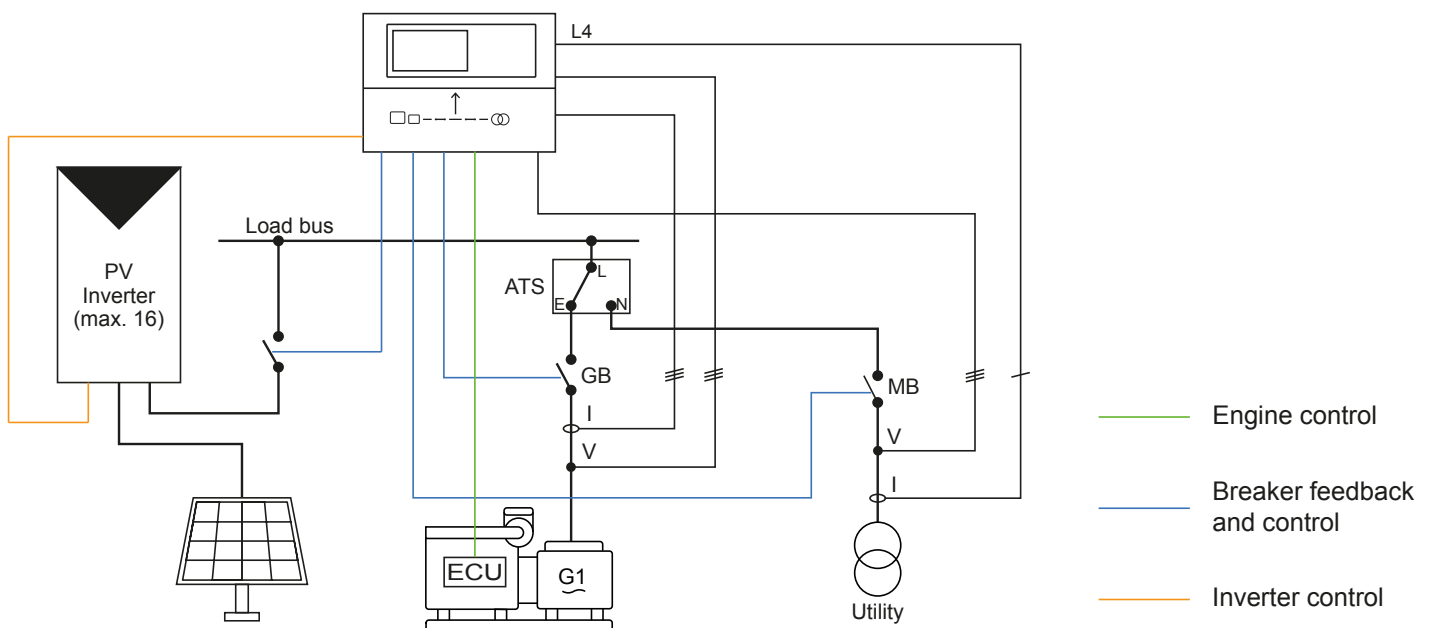 L4
Load bus
PV
Inverter
(max. 16)
ATS
L
E
N
GB
MB
I
V
V
I
ECU
G1
Utility
Engine control
Breaker feedback
and control
Inverter control